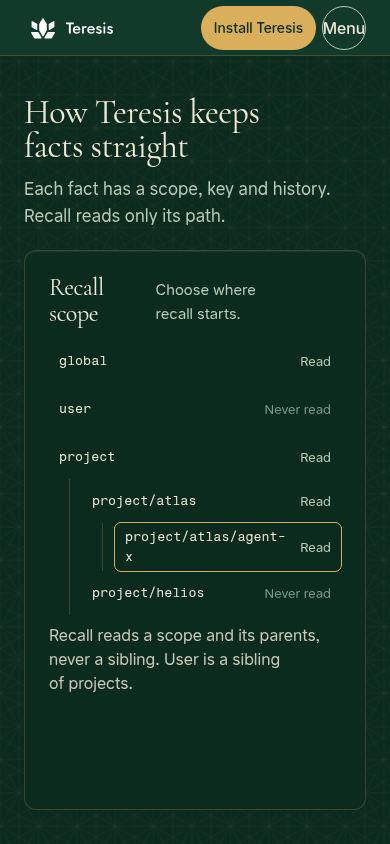 Teresis
Install Teresis
Menu
How Teresis keeps
facts straight
Each fact has a scope, key and history.
Recall reads only its path.
Recall
scope
Choose where
recall starts.
global Read
user Never read
project Read
project/atlas Read
project/atlas/agent-
x
Read
project/helios Never read
Recall reads a scope and its parents,
never a sibling. User is a sibling
of projects.